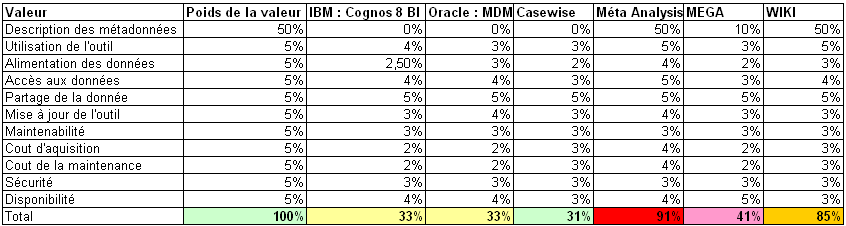 Valeur Poids de la valeur IBM : Cognos 8 BI Oracle : MDM Casewise Méta Analysis MEGA WIKI
Description des métadonnées 50% 0% 0% 0% 50% 10% 50%
Utilisation de l'outil 5% 4% 3% 3% 5% 3% 5%
Alimentation des données 5% 2,50% 3% 2% 4% 2% 3%
Accès aux données 5% 4% 4% 3% 5% 3% 4%
Partage de la donnée 5% 5% 5% 5% 5% 5% 5%
Mise à jour de l'outil 5% 3% 4% 3% 4% 3% 3%
Maintenabilité 5% 3% 3% 3% 3% 3% 3%
Cout d'aquisition 5% 2% 2% 3% 4% 2% 3%
Cout de la maintenance 5% 2% 2% 3% 4% 2% 3%
Sécurité 5% 3% 3% 3% 3% 3% 3%
Disponibilité 5% 4% 4% 3% 4% 5% 3%
Total 100% 33% 33% 31% 91% 41% 85%